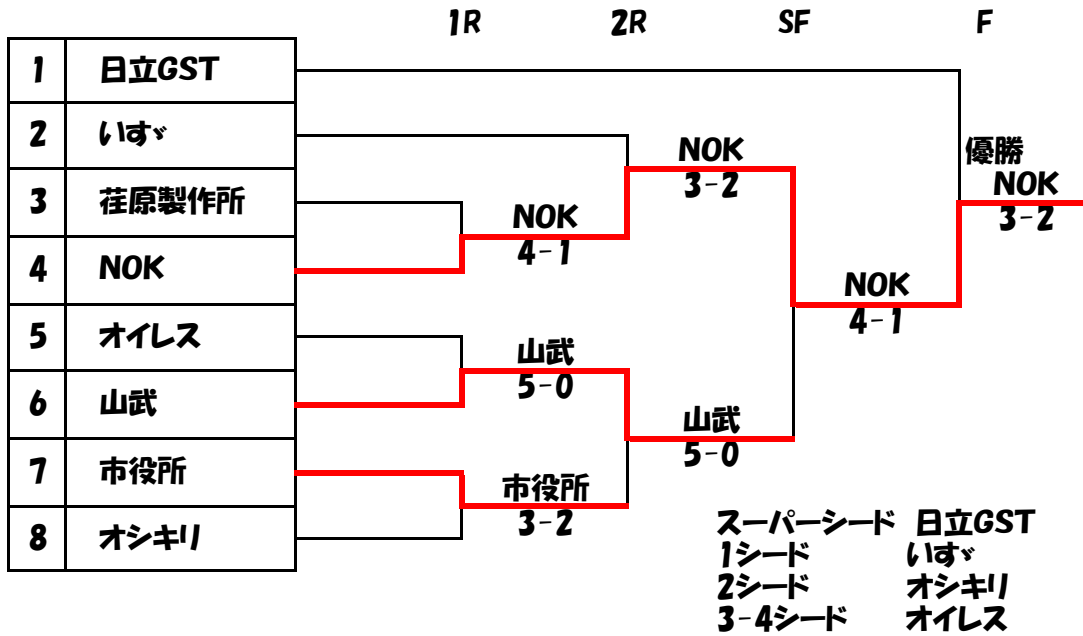 1R 2R SF F
1 日立GST
2 いすゞ
NOK
3-2
優勝
NOK
3-2
3 荏原製作所
NOK
4-1
4 NOK
NOK
4-1
5 オイレス
山武
5-0
6 山武
山武
5-0
7 市役所
市役所
3-2
8 オシキリ
スーパーシード 日立GST
1シード いすゞ
2シード オシキリ
3-4シード オイレス